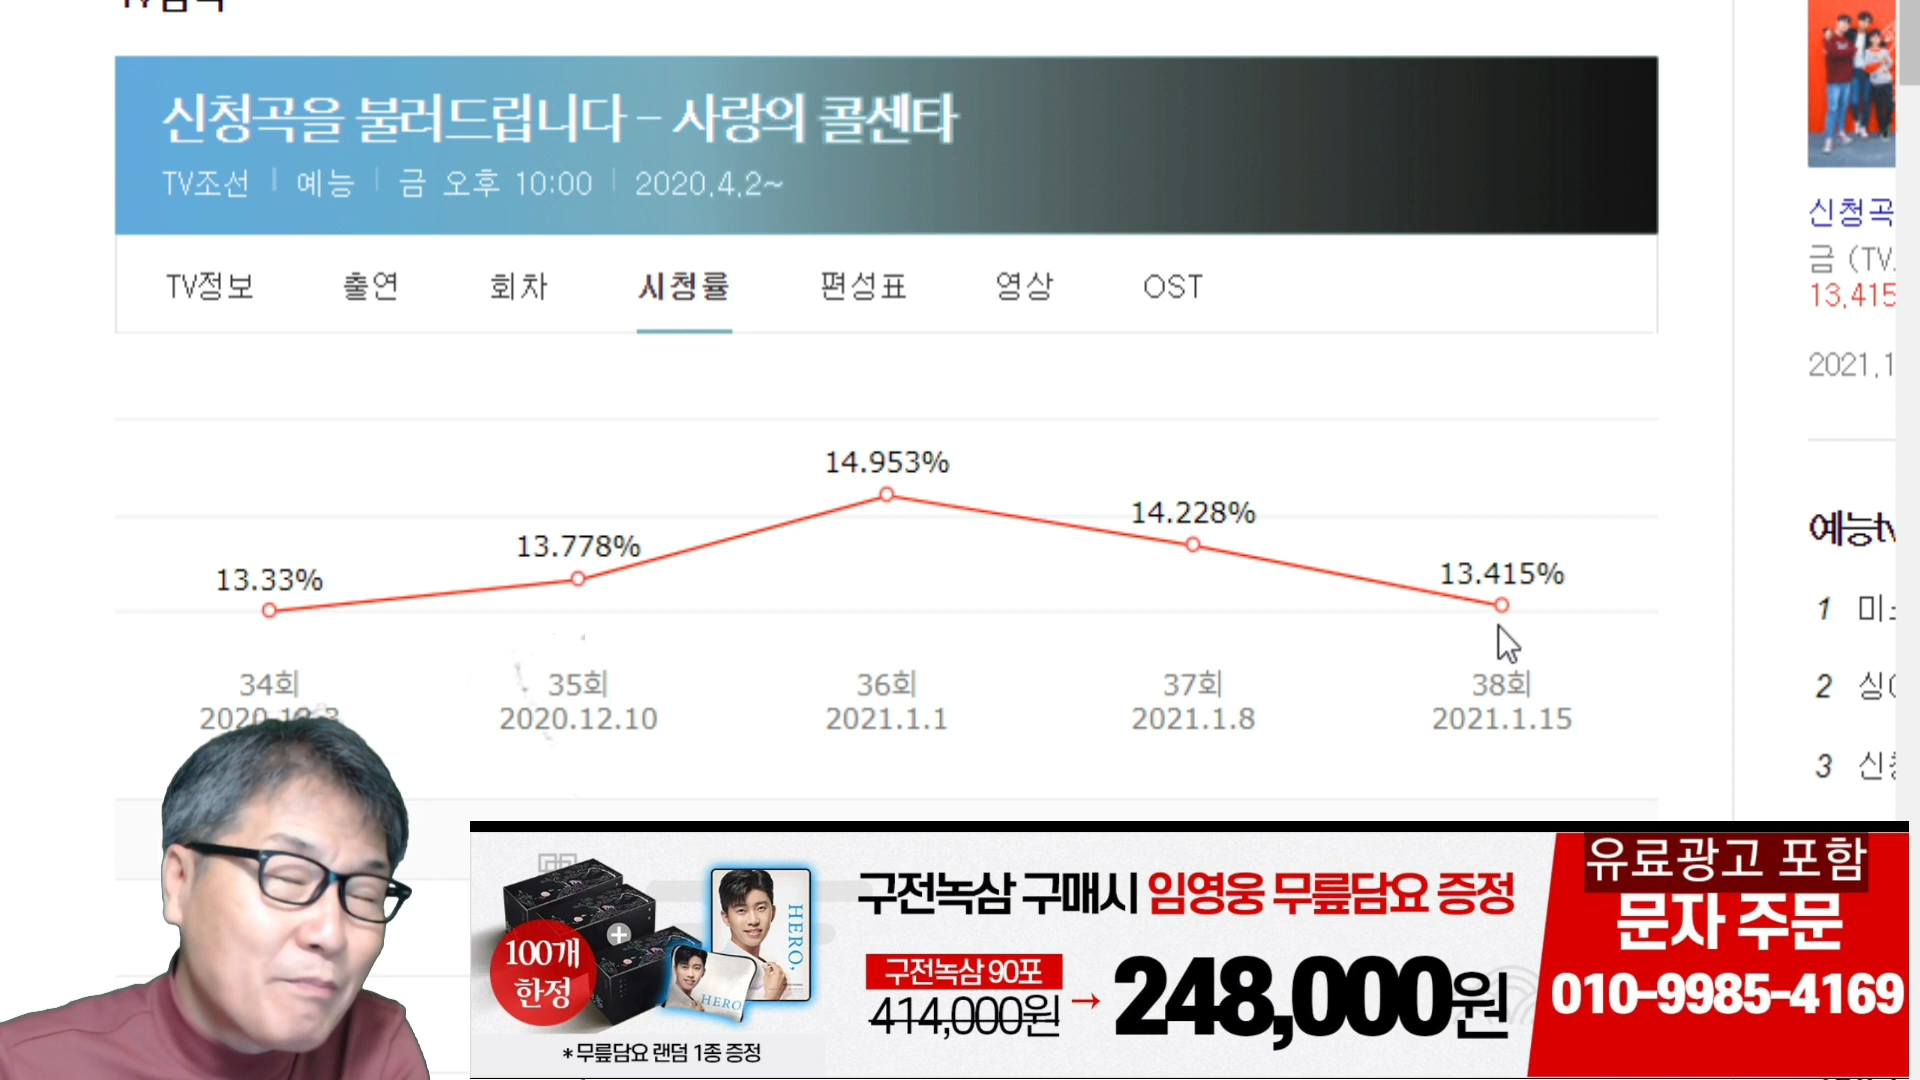 신청곡을 불러드립니다 - 사랑의 콜센타
TV조선 | 예능 | 금 오후 10:00 | 2020.4.2~
TV정보 출연 회차 시청률 편성표 영상 OST
13.33%
13.778%
14.953%
14.228%
13.415%
34회
35회
2020.12.10
36회
2021.1.1
37회
2021.1.8
38회
2021.1.15
신청곡
금 (TV
13,415
2021.1
예능tv
1
2
3
100개
한정
HERO
HERO,
*무릎담요 랜덤 1종 증정
구전녹삼 구매시 임영웅 무릎담요 증정
구전녹삼 90포
414,000원 → 248,000원
유료광고 포함
문자 주문
010-9985-4169